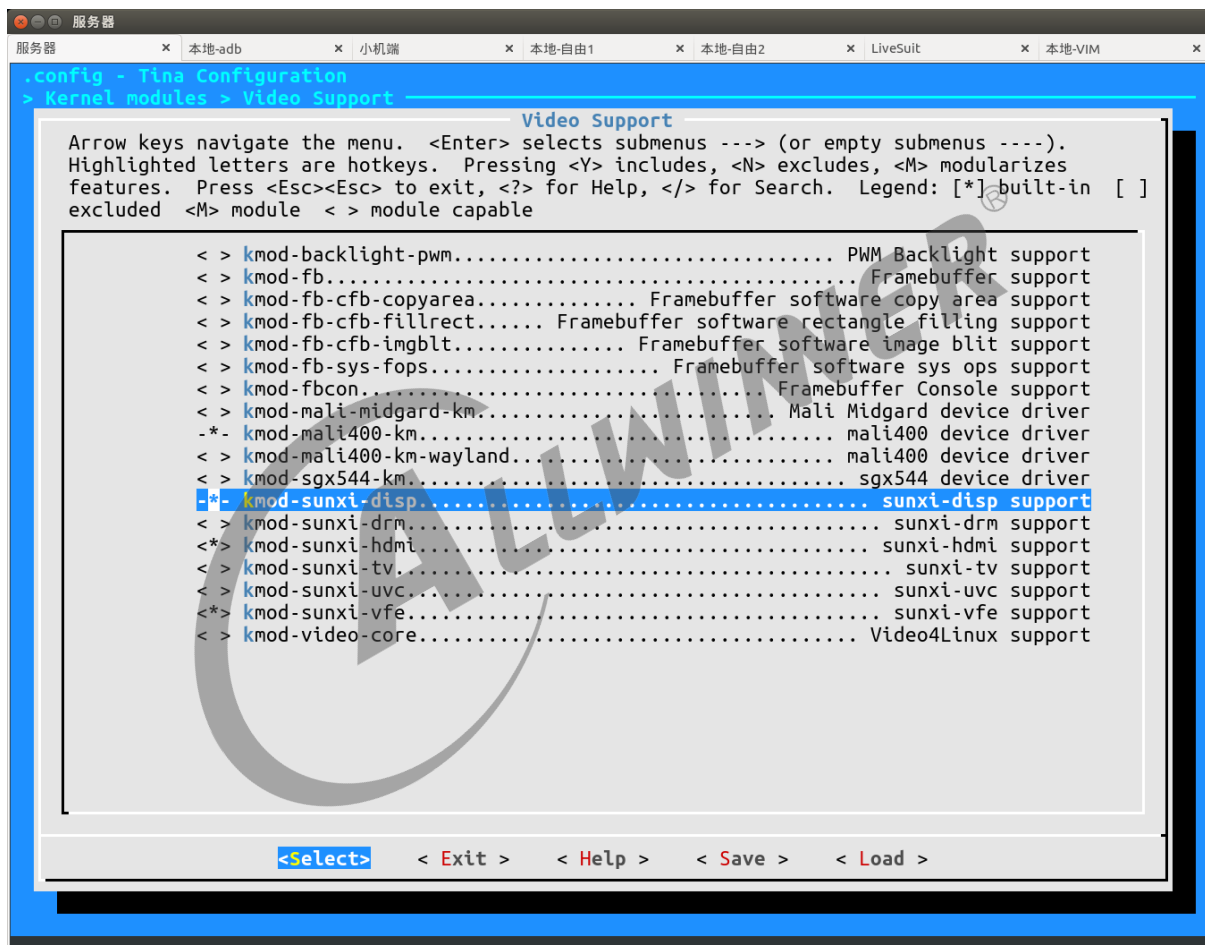 服务器
服务器 × 本地-adb × 小机端 × 本地-自由1 × 本地-自由2 × LiveSuit × 本地-VIM ×
.config - Tina Configuration
> Kernel modules > Video Support
Video Support
Arrow keys navigate the menu. <Enter> selects submenus ---> (or empty submenus ----).
Highlighted letters are hotkeys. Pressing <Y> includes, <N> excludes, <M> modularizes
features. Press <Esc><Esc> to exit, <?> for Help, </> for Search. Legend: [*] built-in [ ]
excluded <M> module < > module capable
< > kmod-backlight-pwm................................. PWM Backlight support
< > kmod-fb.............................................. Framebuffer support
< > kmod-fb-cfb-copyarea............... Framebuffer software copy area support
< > kmod-fb-cfb-fillrect...... Framebuffer software rectangle filling support
< > kmod-fb-cfb-imgblt............... Framebuffer software image blit support
< > kmod-fb-sys-fops.................... Framebuffer software sys ops support
< > kmod-fbcon................................... Framebuffer Console support
< > kmod-mali-midgard-km.......................... Mali Midgard device driver
-*- kmod-mali400-km.................................... mali400 device driver
< > kmod-mali400-km-wayland............................ mali400 device driver
< > kmod-sgx544-km...................................... sgx544 device driver
-*- kmod-sunxi-disp....................................... sunxi-disp support
< > kmod-sunxi-drm......................................... sunxi-drm support
<*> kmod-sunxi-hdmi....................................... sunxi-hdmi support
< > kmod-sunxi-tv........................................... sunxi-tv support
< > kmod-sunxi-uvc......................................... sunxi-uvc support
<*> kmod-sunxi-vfe......................................... sunxi-vfe support
< > kmod-video-core...................................... Video4Linux support
ALLWINNER®
<Select> < Exit > < Help > < Save > < Load >